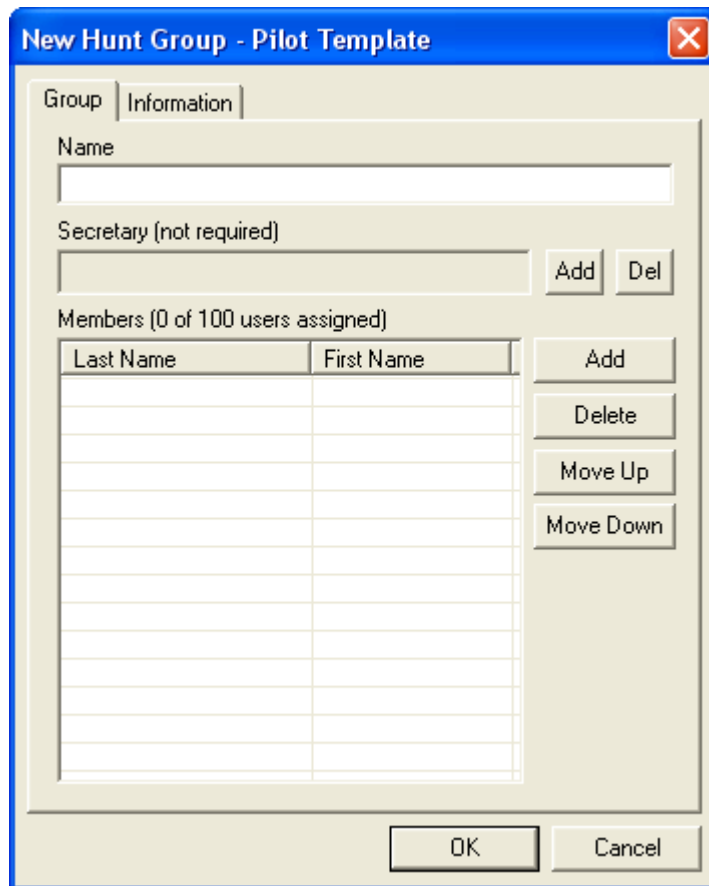 New Hunt Group - Pilot Template
Group Information
Name
Secretary (not required)
Add Del
Members (0 of 100 users assigned)
Last Name First Name
Add
Delete
Move Up
Move Down
OK Cancel